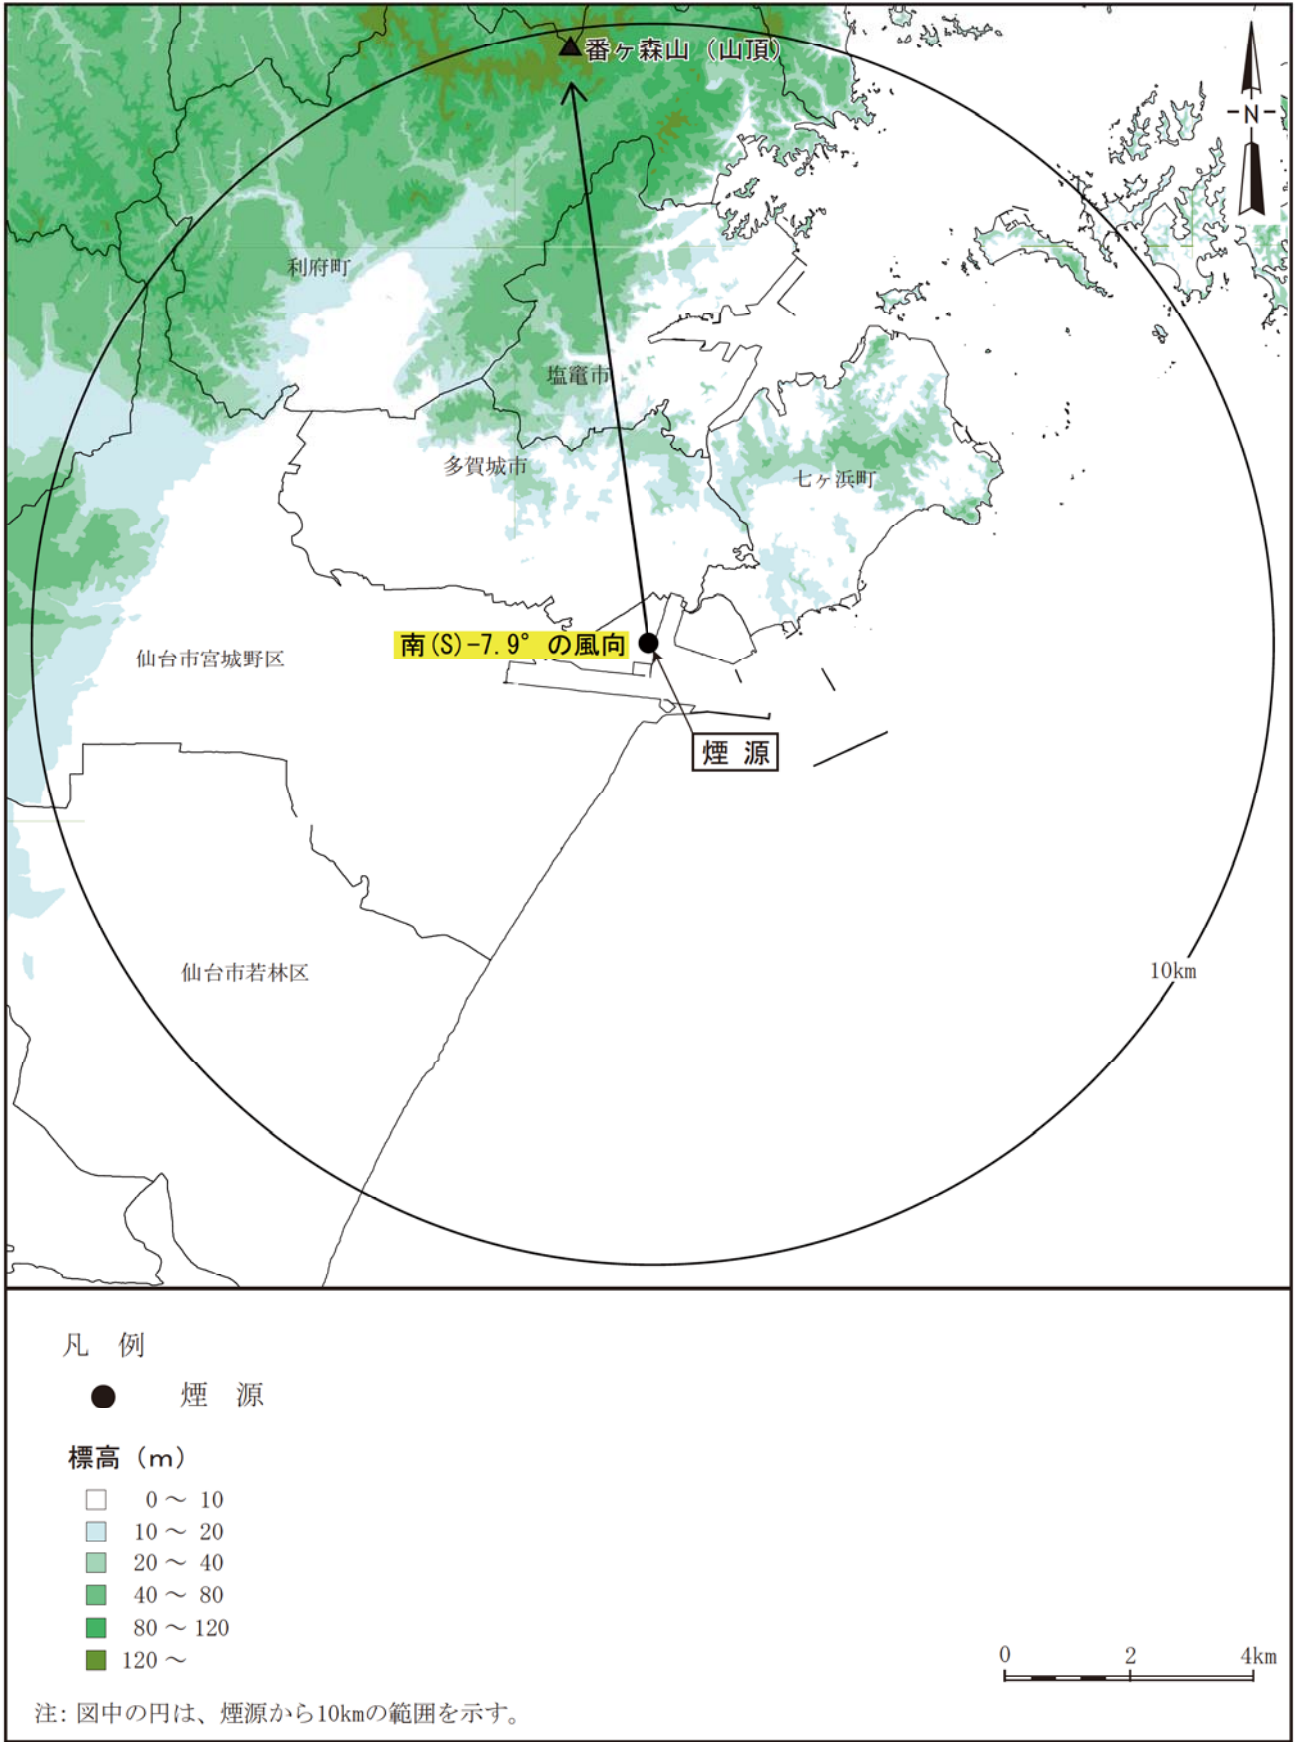 番ヶ森山（山頂）
N
利府町
塩竈市
多賀城市
七ヶ浜町
南(S)-7.9°の風向
仙台市宮城野区
煙 源
仙台市若林区
10km
凡 例
煙 源
標高（m）
0 ～ 10
10 ～ 20
20 ～ 40
40 ～ 80
80 ～ 120
120 ～
0 2 4km
注: 図中の円は、煙源から10kmの範囲を示す。